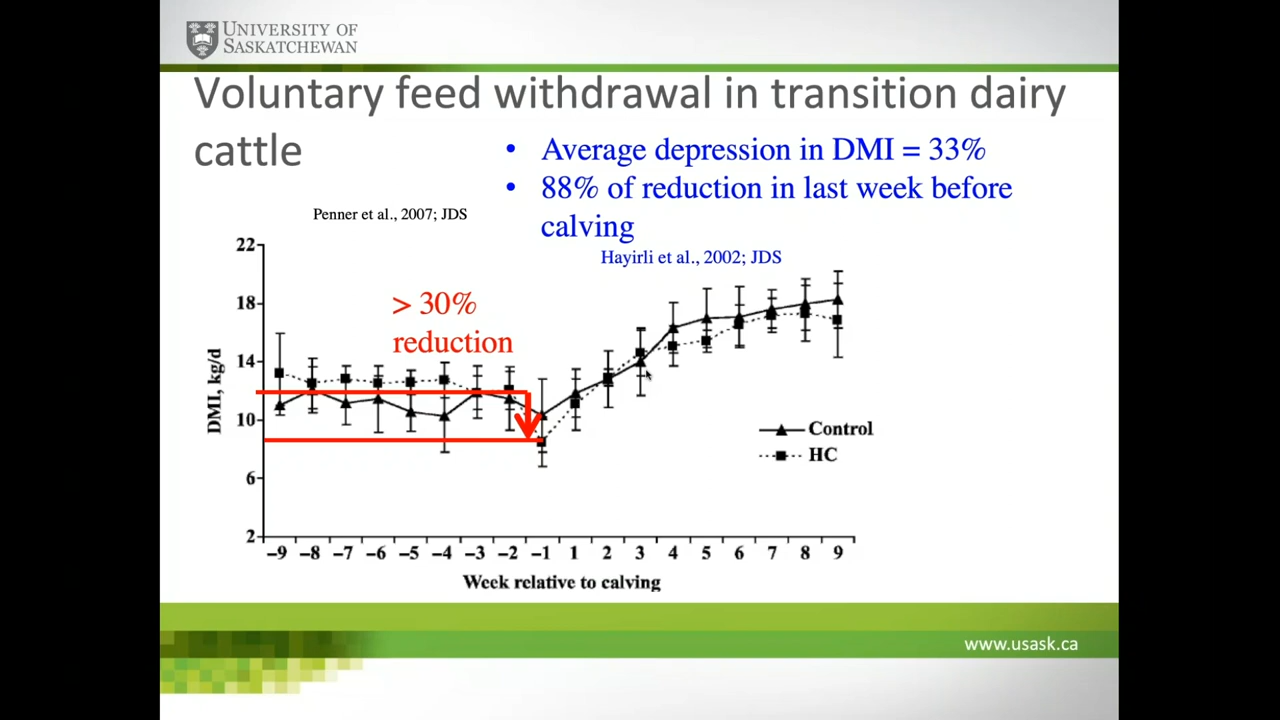 UNIVERSITY OF
SASKATCHEWAN
Voluntary feed withdrawal in transition dairy
cattle
• Average depression in DMI = 33%
• 88% of reduction in last week before
calving
Penner et al., 2007; JDS
Hayirli et al., 2002; JDS
> 30%
reduction
DMI, kg/d
22
18
14
10
6
2
Control
HC
–9 –8 –7 –6 –5 –4 –3 –2 –1 1 2 3 4 5 6 7 8 9
Week relative to calving
www.usask.ca